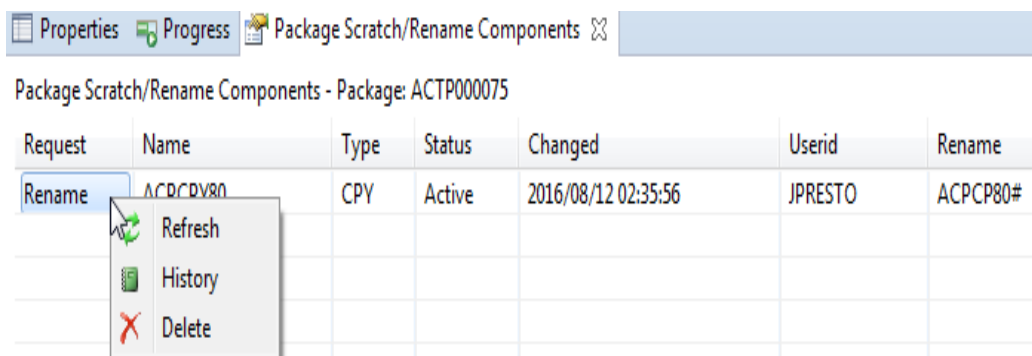 Properties Progress Package Scratch/Rename Components
Package Scratch/Rename Components - Package: ACTP000075
Request Name Type Status Changed Userid Rename
Rename ACPCPY80 CPY Active 2016/08/12 02:35:56 JPRESTO ACPCP80#
Refresh
History
Delete